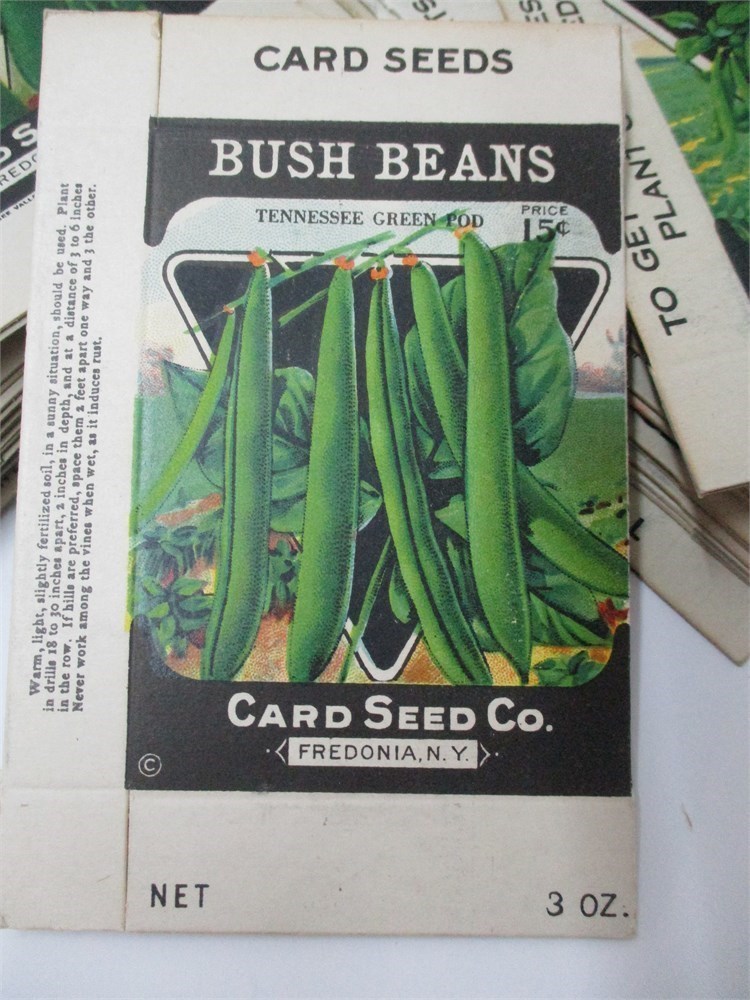 CARD SEEDS
BUSH BEANS
TENNESSEE GREEN POD
PRICE
15¢
CARD SEED CO.
FREDONIA, N.Y.
©
NET
3 OZ.
Warm, light, slightly fertilized soil, in a sunny situation, should be used. Plant
in drills 18 to 30 inches apart, 2 inches in depth, and at a distance of 3 to 6 inches
in the row. If hills are preferred, space them 2 feet apart one way and 3 the other.
Never work among the vines when wet, as it induces rust.
TO GET
PLANT